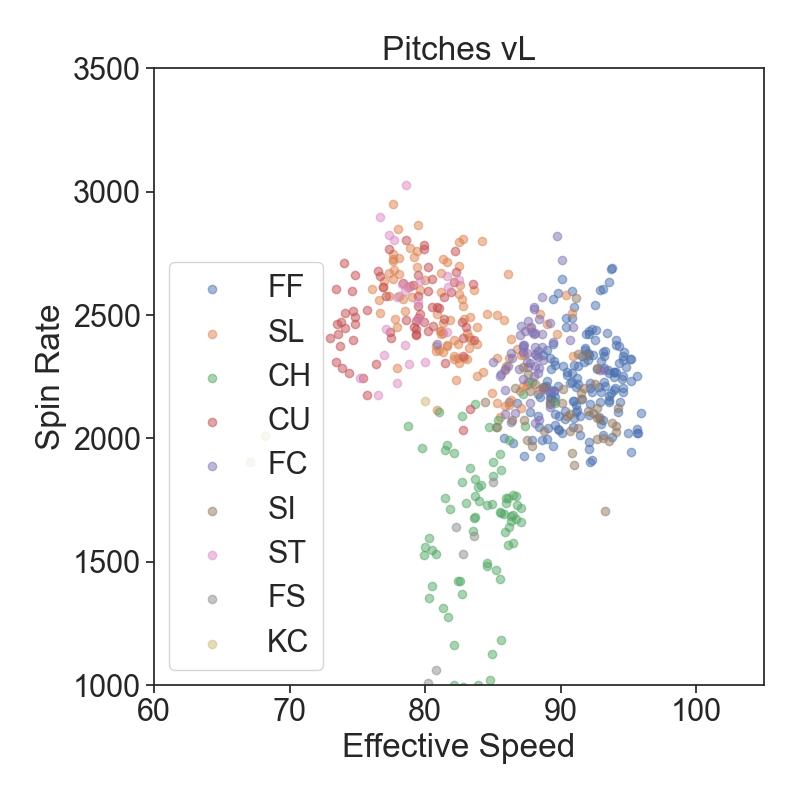 Pitches vL
3500
3000
2500
2000
1500
1000
Spin Rate
FF
SL
CH
CU
FC
SI
ST
FS
KC
60 70 80 90 100
Effective Speed